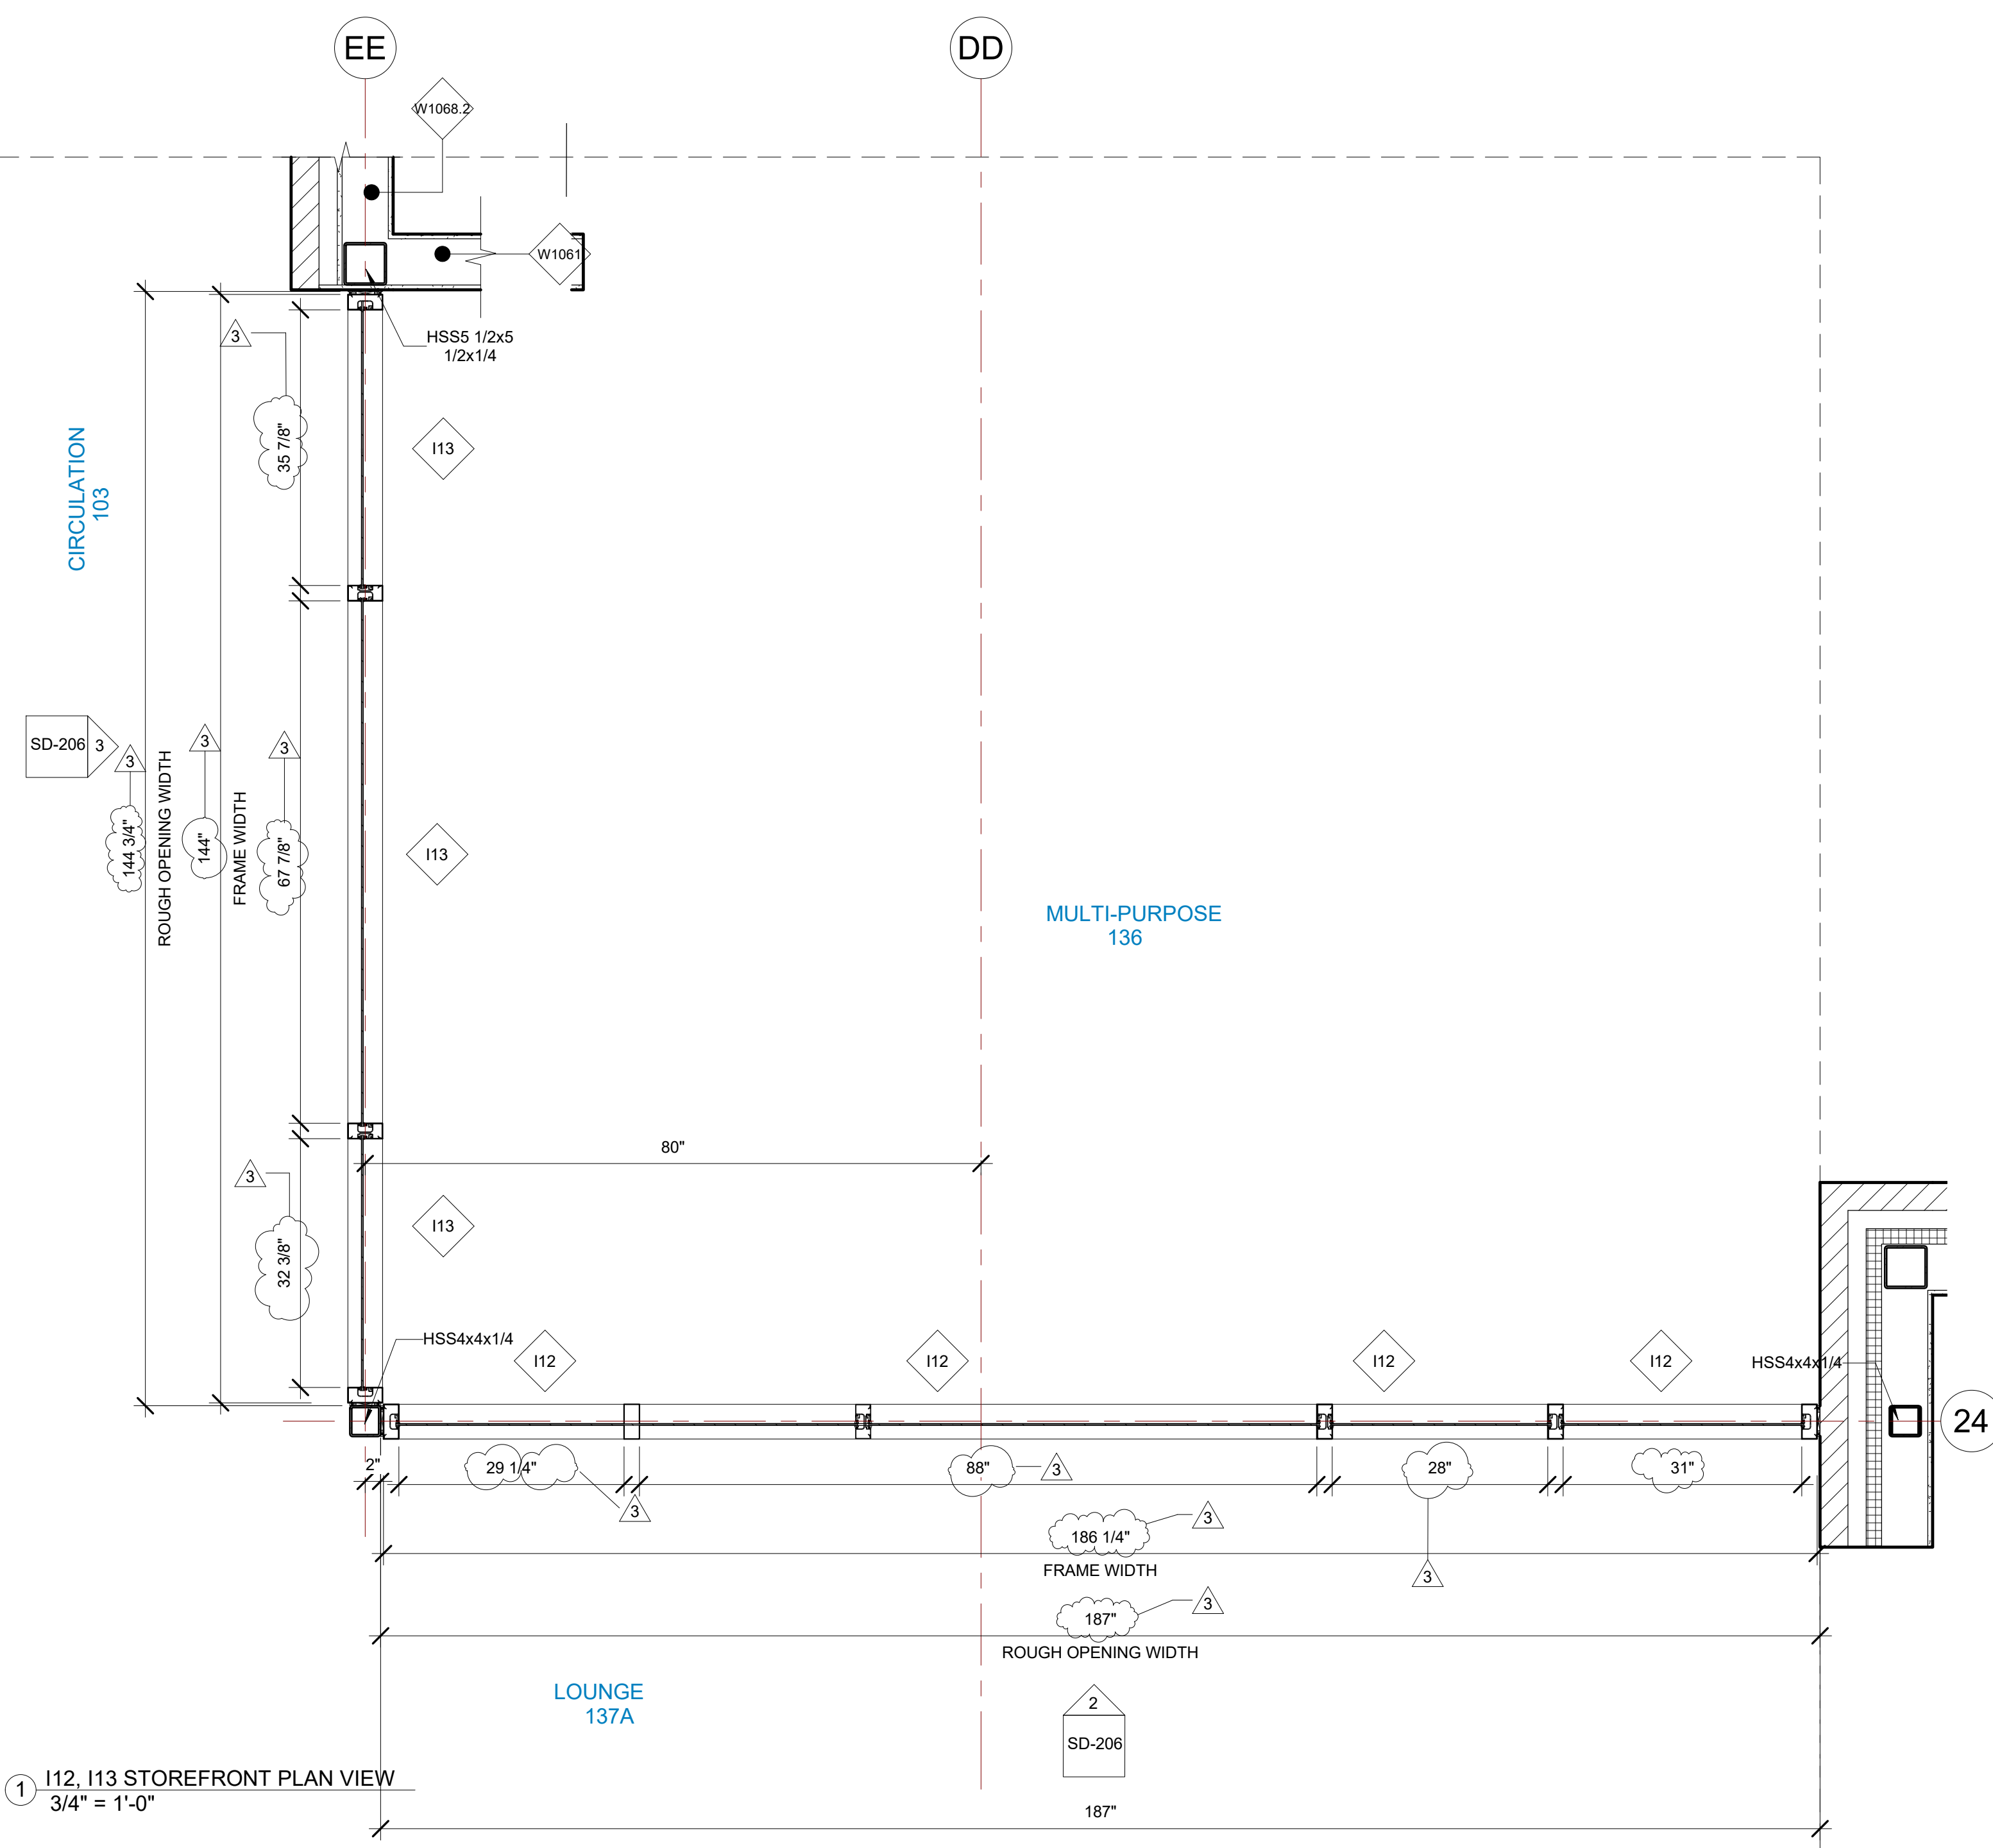 EE
DD
W1068.2
W1061
HSS5 1/2x5
1/2x1/4
3
35 7/8"
I13
CIRCULATION
103
SD-206
3
3
144 3/4"
ROUGH OPENING WIDTH
3
144"
FRAME WIDTH
3
67 7/8"
I13
MULTI-PURPOSE
136
80"
3
32 3/8"
I13
HSS4x4x1/4
I12
I12
I12
I12
HSS4x4x1/4
24
2"
29 1/4"
3
88"
3
28"
3
31"
186 1/4"
3
FRAME WIDTH
187"
3
ROUGH OPENING WIDTH
LOUNGE
137A
2
SD-206
1
I12, I13 STOREFRONT PLAN VIEW
3/4" = 1'-0"
187"